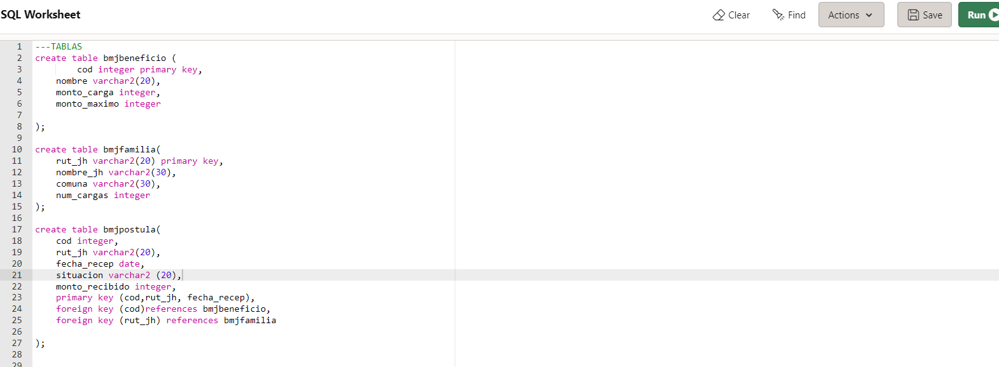 SQL Worksheet
Clear Find Actions Save Run
1 ---TABLAS
2 create table bmjbeneficio (
3 cod integer primary key,
4 nombre varchar2(20),
5 monto_carga integer,
6 monto_maximo integer
7
8 );
9
10 create table bmjfamilia(
11 rut_jh varchar2(20) primary key,
12 nombre_jh varchar2(30),
13 comuna varchar2(30),
14 num_cargas integer
15 );
16
17 create table bmjpostula(
18 cod integer,
19 rut_jh varchar2(20),
20 fecha_recep date,
21 situacion varchar2 (20),
22 monto_recibido integer,
23 primary key (cod,rut_jh, fecha_recep),
24 foreign key (cod)references bmjbeneficio,
25 foreign key (rut_jh) references bmjfamilia
26
27 );
28
29